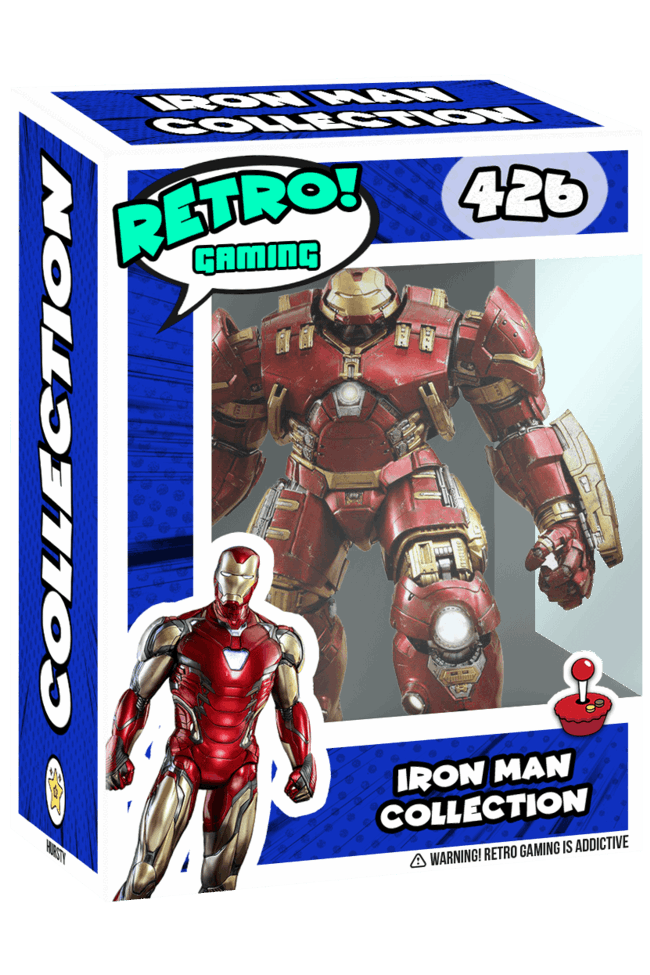 IRON MAN
COLLECTION
RETRO!
GAMING
426
COLLECTION
IRON MAN
COLLECTION
HURSTY
⚠ WARNING! RETRO GAMING IS ADDICTIVE